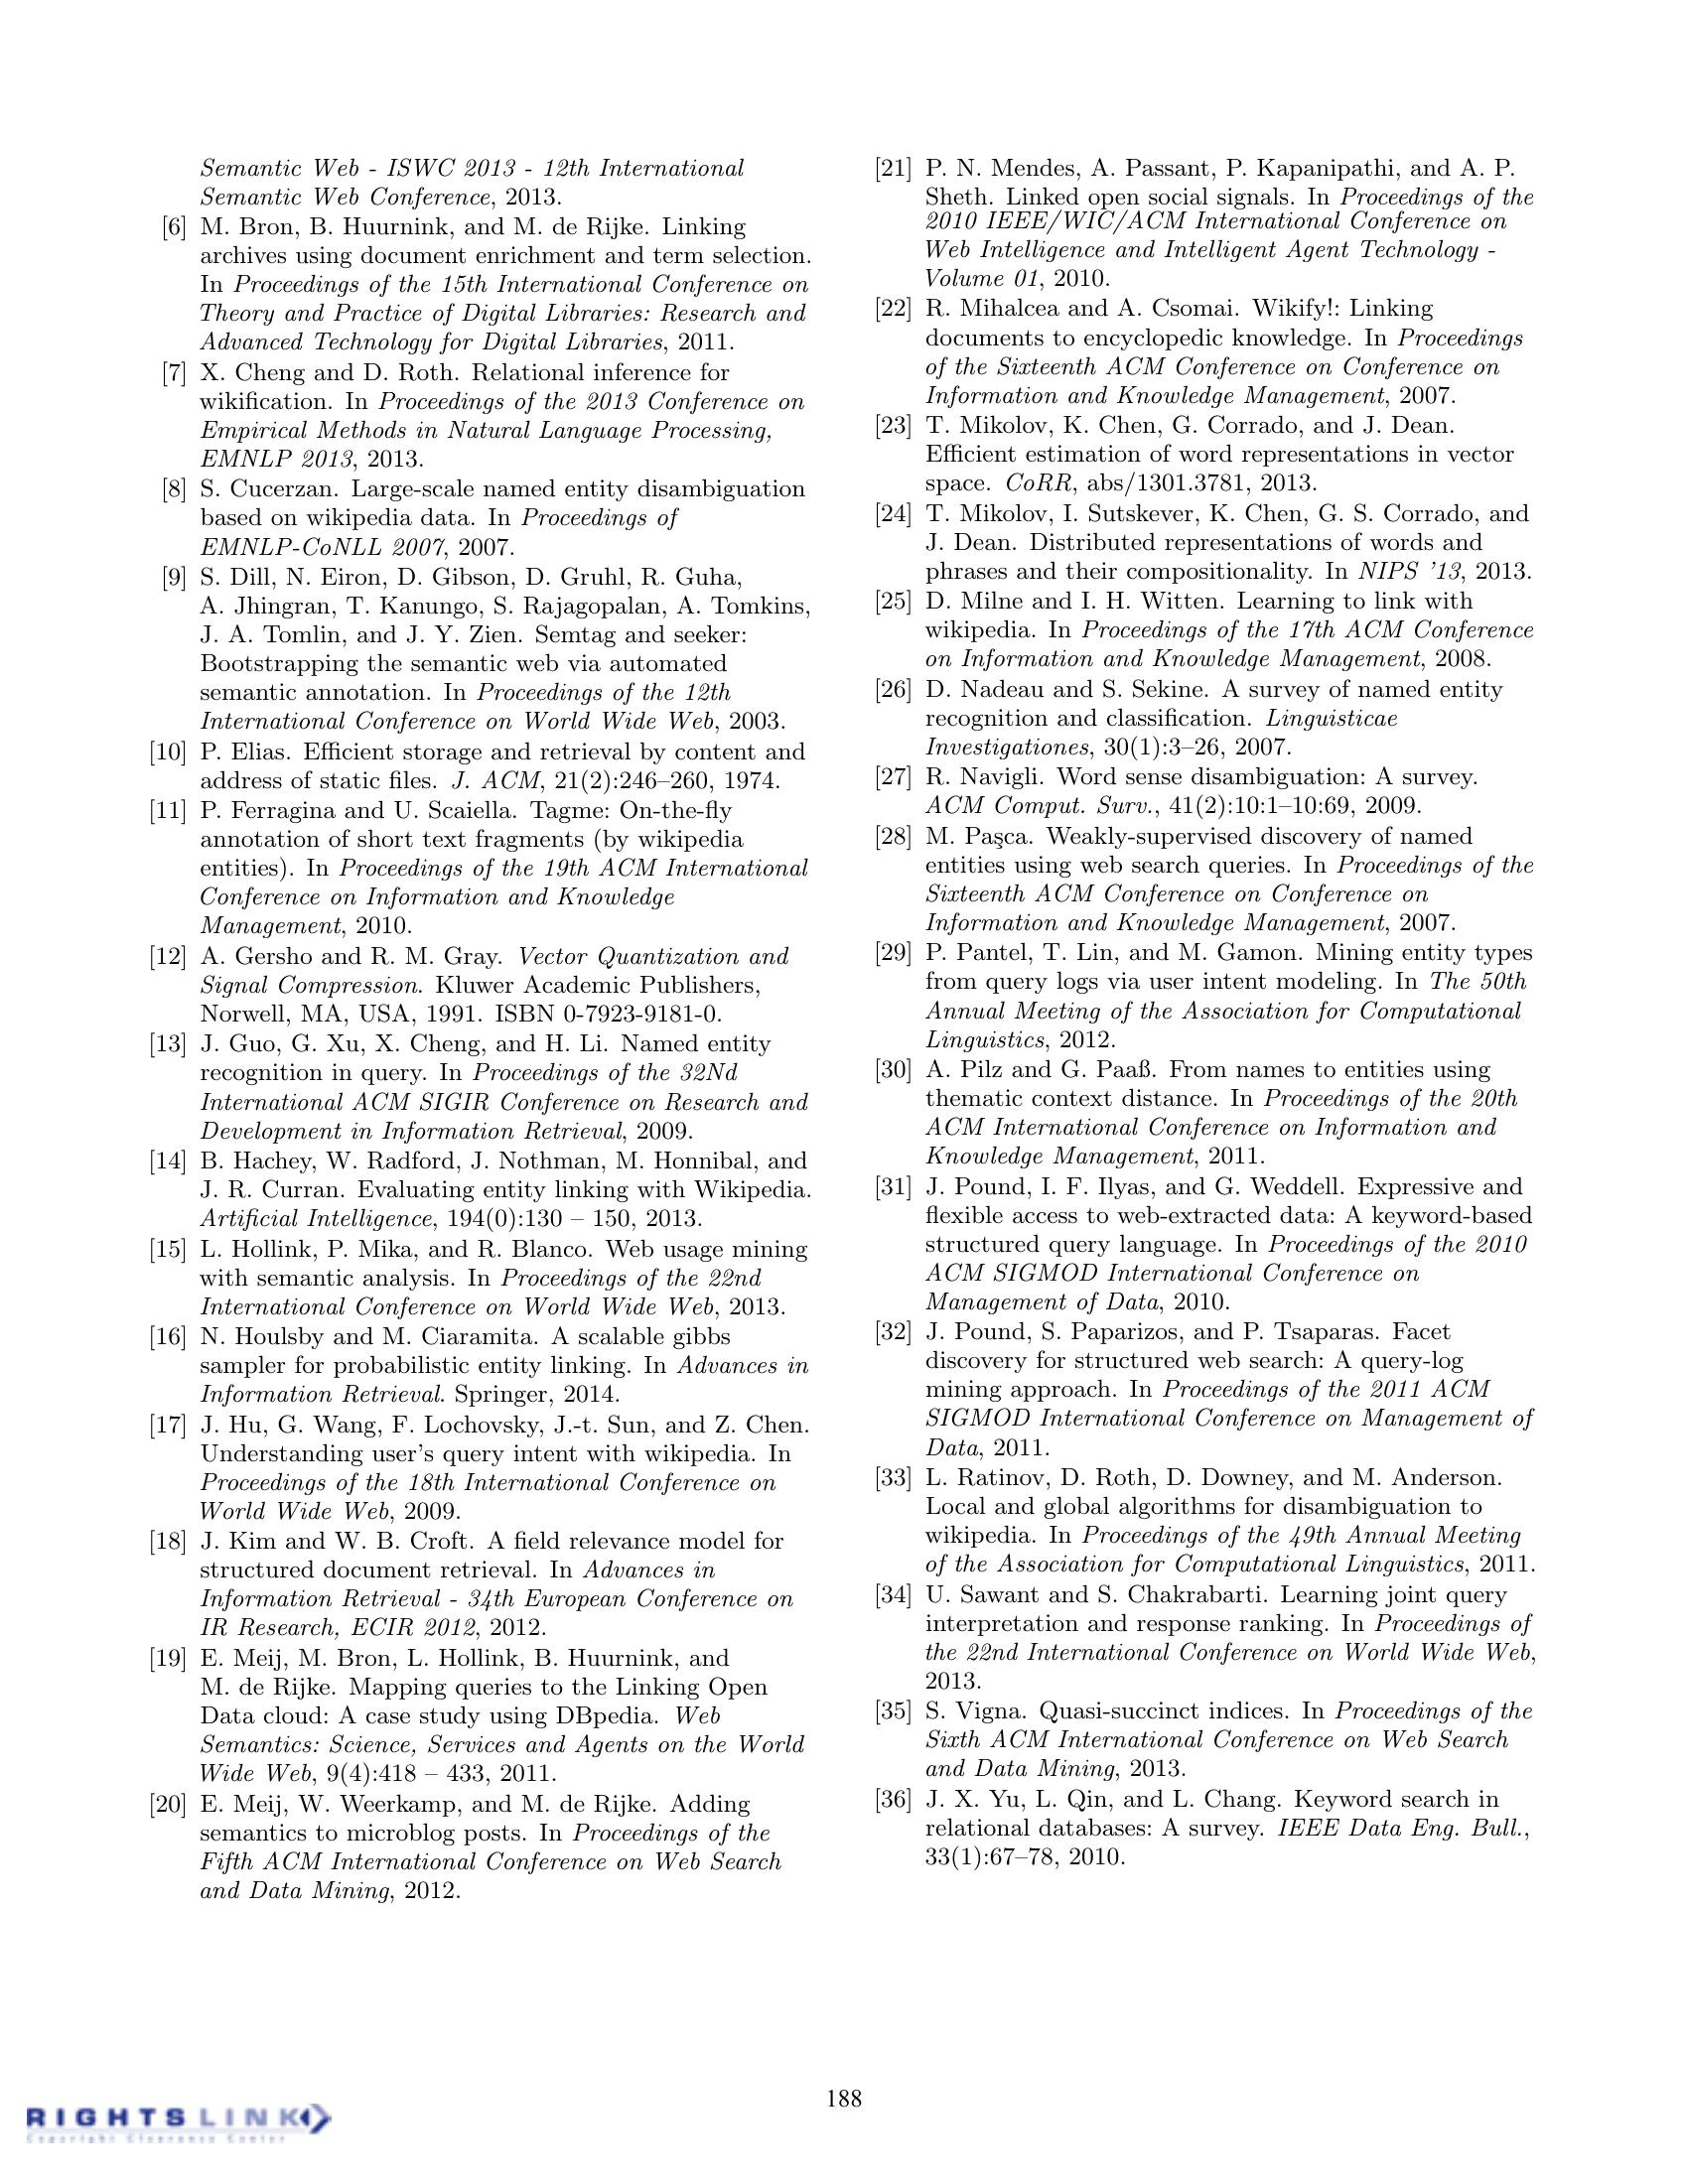 Semantic Web - ISWC 2013 - 12th International
Semantic Web Conference, 2013.
[6] M. Bron, B. Huurnink, and M. de Rijke. Linking
archives using document enrichment and term selection.
In Proceedings of the 15th International Conference on
Theory and Practice of Digital Libraries: Research and
Advanced Technology for Digital Libraries, 2011.
[7] X. Cheng and D. Roth. Relational inference for
wikification. In Proceedings of the 2013 Conference on
Empirical Methods in Natural Language Processing,
EMNLP 2013, 2013.
[8] S. Cucerzan. Large-scale named entity disambiguation
based on wikipedia data. In Proceedings of
EMNLP-CoNLL 2007, 2007.
[9] S. Dill, N. Eiron, D. Gibson, D. Gruhl, R. Guha,
A. Jhingran, T. Kanungo, S. Rajagopalan, A. Tomkins,
J. A. Tomlin, and J. Y. Zien. Semtag and seeker:
Bootstrapping the semantic web via automated
semantic annotation. In Proceedings of the 12th
International Conference on World Wide Web, 2003.
[10] P. Elias. Efficient storage and retrieval by content and
address of static files. J. ACM, 21(2):246–260, 1974.
[11] P. Ferragina and U. Scaiella. Tagme: On-the-fly
annotation of short text fragments (by wikipedia
entities). In Proceedings of the 19th ACM International
Conference on Information and Knowledge
Management, 2010.
[12] A. Gersho and R. M. Gray. Vector Quantization and
Signal Compression. Kluwer Academic Publishers,
Norwell, MA, USA, 1991. ISBN 0-7923-9181-0.
[13] J. Guo, G. Xu, X. Cheng, and H. Li. Named entity
recognition in query. In Proceedings of the 32Nd
International ACM SIGIR Conference on Research and
Development in Information Retrieval, 2009.
[14] B. Hachey, W. Radford, J. Nothman, M. Honnibal, and
J. R. Curran. Evaluating entity linking with Wikipedia.
Artificial Intelligence, 194(0):130 – 150, 2013.
[15] L. Hollink, P. Mika, and R. Blanco. Web usage mining
with semantic analysis. In Proceedings of the 22nd
International Conference on World Wide Web, 2013.
[16] N. Houlsby and M. Ciaramita. A scalable gibbs
sampler for probabilistic entity linking. In Advances in
Information Retrieval. Springer, 2014.
[17] J. Hu, G. Wang, F. Lochovsky, J.-t. Sun, and Z. Chen.
Understanding user's query intent with wikipedia. In
Proceedings of the 18th International Conference on
World Wide Web, 2009.
[18] J. Kim and W. B. Croft. A field relevance model for
structured document retrieval. In Advances in
Information Retrieval - 34th European Conference on
IR Research, ECIR 2012, 2012.
[19] E. Meij, M. Bron, L. Hollink, B. Huurnink, and
M. de Rijke. Mapping queries to the Linking Open
Data cloud: A case study using DBpedia. Web
Semantics: Science, Services and Agents on the World
Wide Web, 9(4):418 – 433, 2011.
[20] E. Meij, W. Weerkamp, and M. de Rijke. Adding
semantics to microblog posts. In Proceedings of the
Fifth ACM International Conference on Web Search
and Data Mining, 2012.
[21] P. N. Mendes, A. Passant, P. Kapanipathi, and A. P.
Sheth. Linked open social signals. In Proceedings of the
2010 IEEE/WIC/ACM International Conference on
Web Intelligence and Intelligent Agent Technology -
Volume 01, 2010.
[22] R. Mihalcea and A. Csomai. Wikify!: Linking
documents to encyclopedic knowledge. In Proceedings
of the Sixteenth ACM Conference on Conference on
Information and Knowledge Management, 2007.
[23] T. Mikolov, K. Chen, G. Corrado, and J. Dean.
Efficient estimation of word representations in vector
space. CoRR, abs/1301.3781, 2013.
[24] T. Mikolov, I. Sutskever, K. Chen, G. S. Corrado, and
J. Dean. Distributed representations of words and
phrases and their compositionality. In NIPS '13, 2013.
[25] D. Milne and I. H. Witten. Learning to link with
wikipedia. In Proceedings of the 17th ACM Conference
on Information and Knowledge Management, 2008.
[26] D. Nadeau and S. Sekine. A survey of named entity
recognition and classification. Linguisticae
Investigationes, 30(1):3–26, 2007.
[27] R. Navigli. Word sense disambiguation: A survey.
ACM Comput. Surv., 41(2):10:1–10:69, 2009.
[28] M. Paşca. Weakly-supervised discovery of named
entities using web search queries. In Proceedings of the
Sixteenth ACM Conference on Conference on
Information and Knowledge Management, 2007.
[29] P. Pantel, T. Lin, and M. Gamon. Mining entity types
from query logs via user intent modeling. In The 50th
Annual Meeting of the Association for Computational
Linguistics, 2012.
[30] A. Pilz and G. Paaß. From names to entities using
thematic context distance. In Proceedings of the 20th
ACM International Conference on Information and
Knowledge Management, 2011.
[31] J. Pound, I. F. Ilyas, and G. Weddell. Expressive and
flexible access to web-extracted data: A keyword-based
structured query language. In Proceedings of the 2010
ACM SIGMOD International Conference on
Management of Data, 2010.
[32] J. Pound, S. Paparizos, and P. Tsaparas. Facet
discovery for structured web search: A query-log
mining approach. In Proceedings of the 2011 ACM
SIGMOD International Conference on Management of
Data, 2011.
[33] L. Ratinov, D. Roth, D. Downey, and M. Anderson.
Local and global algorithms for disambiguation to
wikipedia. In Proceedings of the 49th Annual Meeting
of the Association for Computational Linguistics, 2011.
[34] U. Sawant and S. Chakrabarti. Learning joint query
interpretation and response ranking. In Proceedings of
the 22nd International Conference on World Wide Web,
2013.
[35] S. Vigna. Quasi-succinct indices. In Proceedings of the
Sixth ACM International Conference on Web Search
and Data Mining, 2013.
[36] J. X. Yu, L. Qin, and L. Chang. Keyword search in
relational databases: A survey. IEEE Data Eng. Bull.,
33(1):67–78, 2010.
188
RIGHTSLINK
Copyright Clearance Center